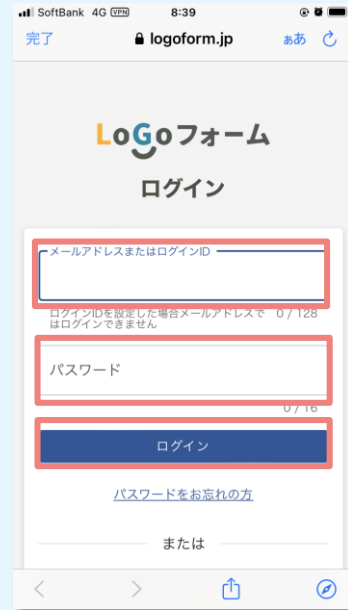 SoftBank 4G VPN 8:39
完了 logoform.jp ぁあ
LoGoフォーム
ログイン
メールアドレスまたはログインID
ログインIDを設定した場合メールアドレスで 0 / 128
はログインできません
パスワード
0 / 16
ログイン
パスワードをお忘れの方
または